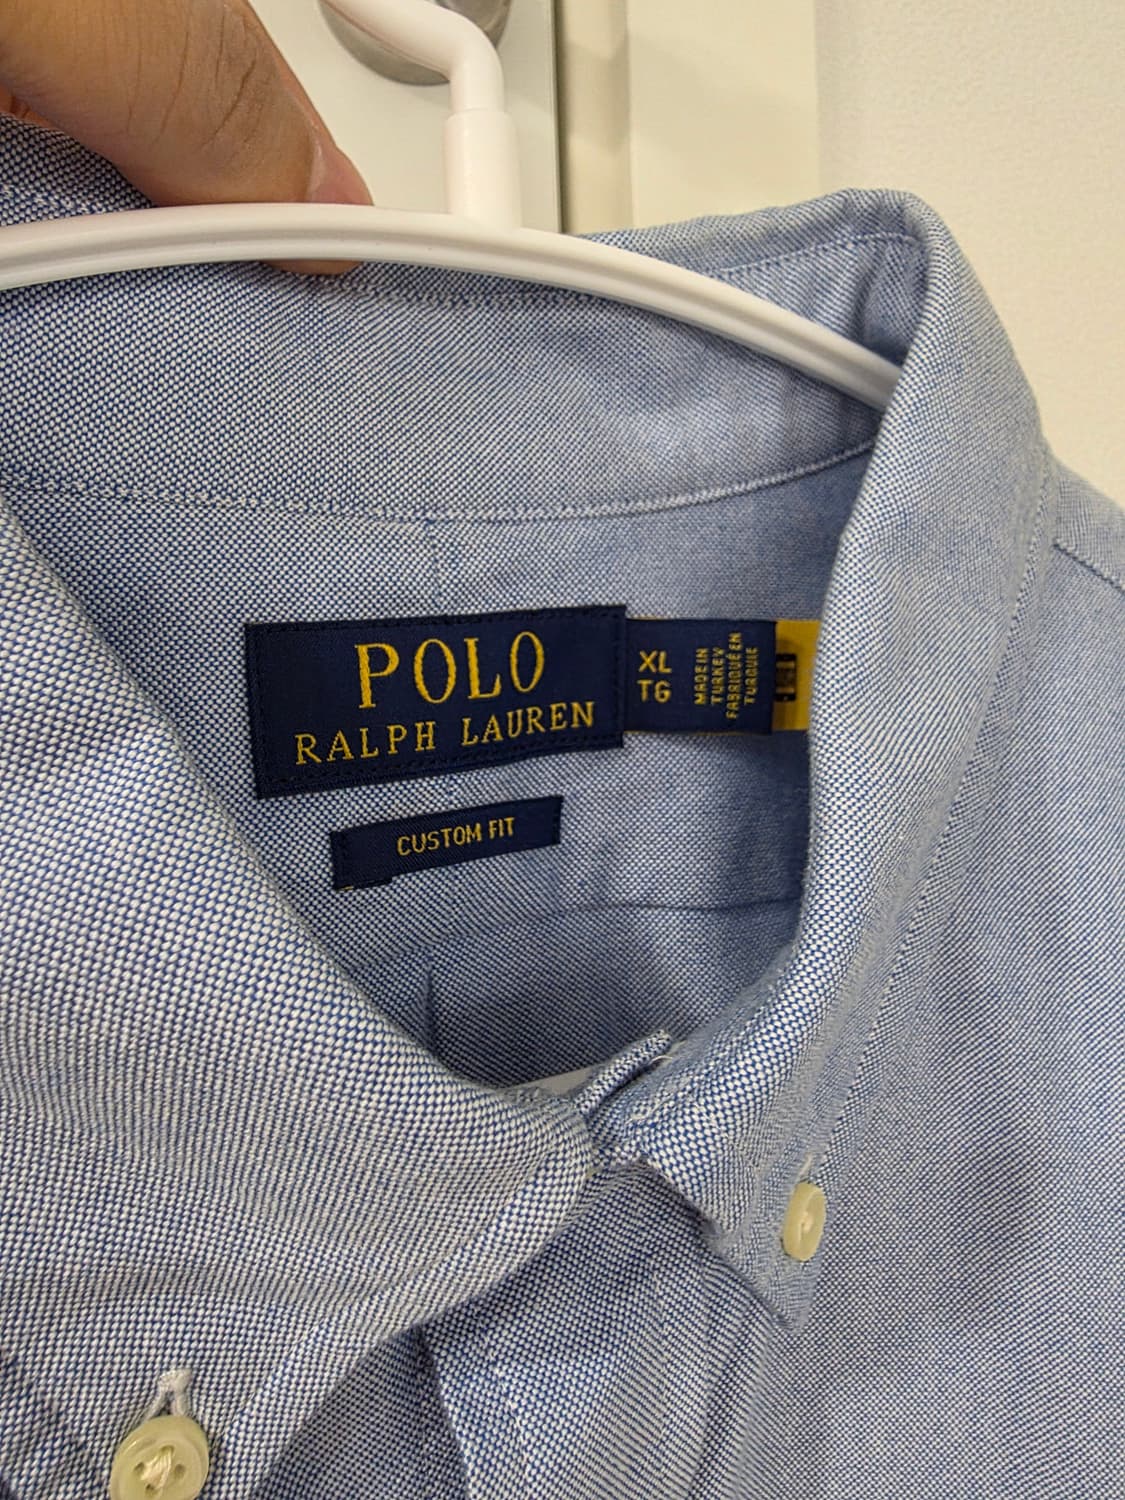 POLO
RALPH LAUREN
XL
TG
MADE IN
TURKEY
FABRIQUÉ EN
TURQUIE
CUSTOM FIT